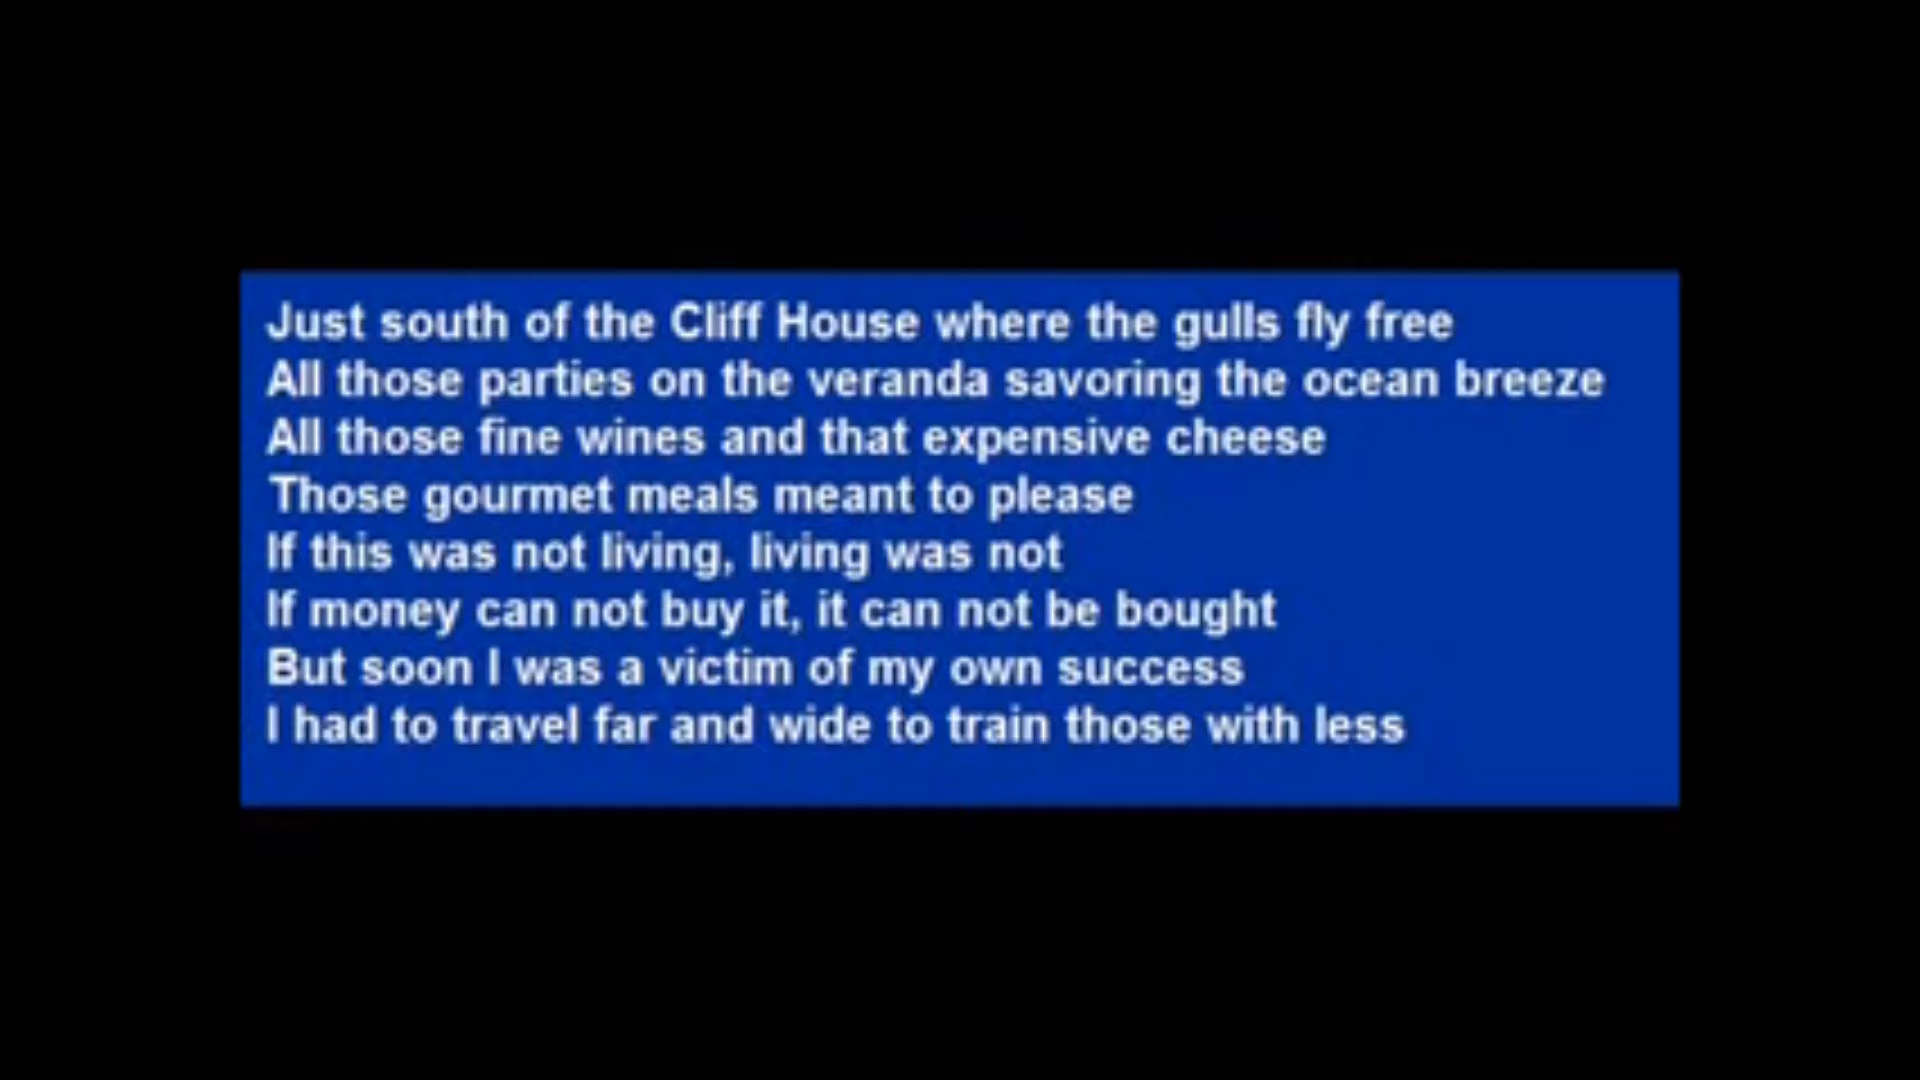 Just south of the Cliff House where the gulls fly free
All those parties on the veranda savoring the ocean breeze
All those fine wines and that expensive cheese
Those gourmet meals meant to please
If this was not living, living was not
If money can not buy it, it can not be bought
But soon I was a victim of my own success
I had to travel far and wide to train those with less